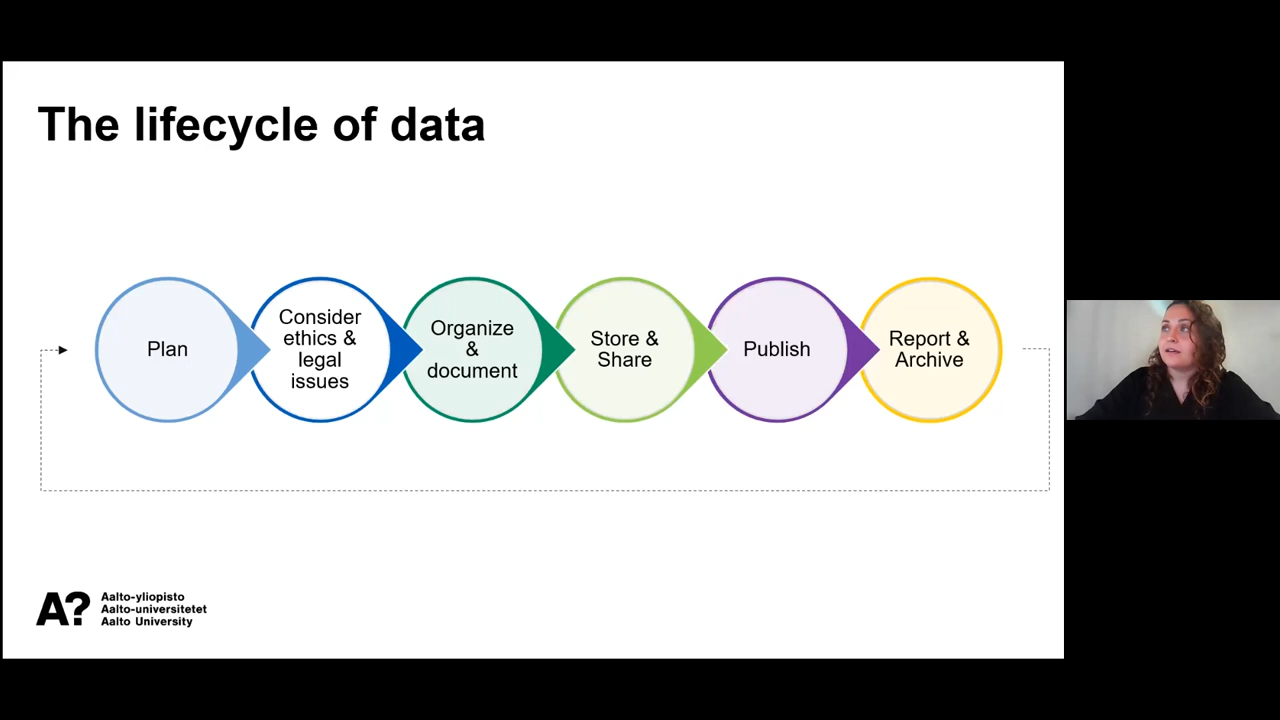 The lifecycle of data
Plan
Consider
ethics &
legal
issues
Organize
&
document
Store &
Share
Publish
Report &
Archive
A?
Aalto-yliopisto
Aalto-universitetet
Aalto University